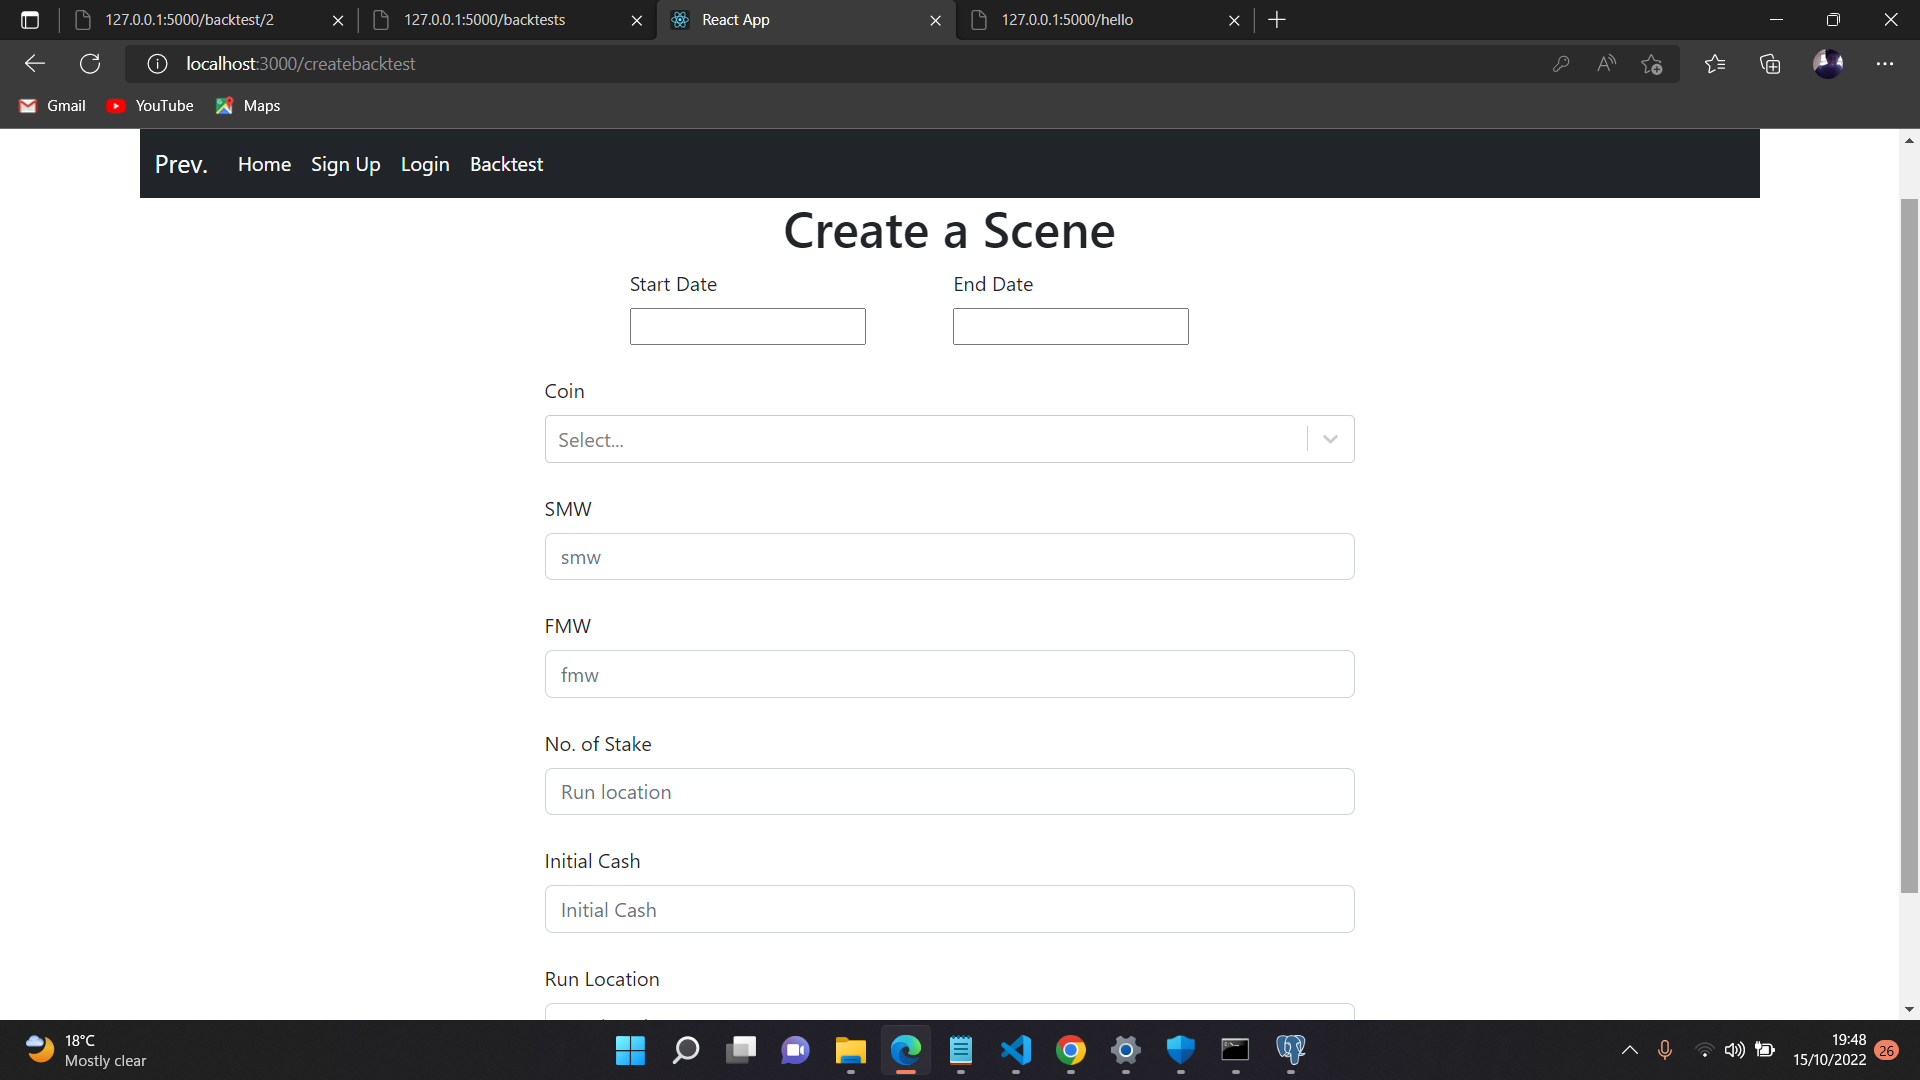 127.0.0.1:5000/backtest/2
127.0.0.1:5000/backtests
React App
127.0.0.1:5000/hello
localhost:3000/createbacktest
Gmail
YouTube
Maps
Prev. Home Sign Up Login Backtest
Create a Scene
Start Date
End Date
Coin
Select...
SMW
smw
FMW
fmw
No. of Stake
Run location
Initial Cash
Initial Cash
Run Location
18°C
Mostly clear
19:48
15/10/2022
26